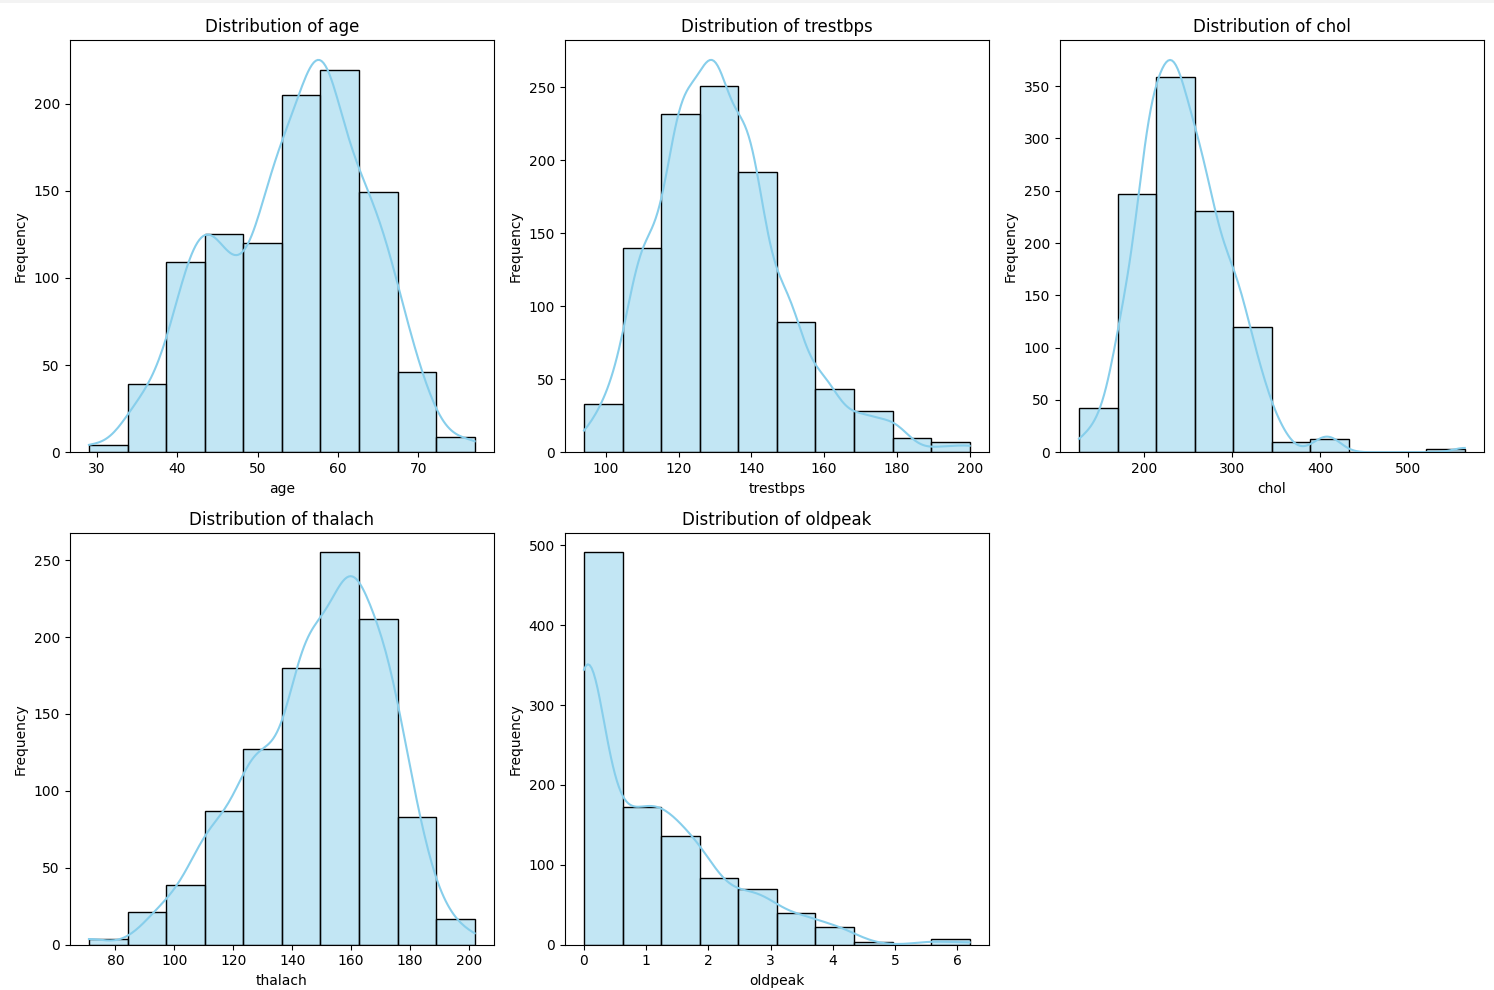 Distribution of age
Frequency
200
150
100
50
0
30 40 50 60 70
age
Distribution of trestbps
Frequency
250
200
150
100
50
0
100 120 140 160 180 200
trestbps
Distribution of chol
Frequency
350
300
250
200
150
100
50
0
200 300 400 500
chol
Distribution of thalach
Frequency
250
200
150
100
50
0
80 100 120 140 160 180 200
thalach
Distribution of oldpeak
Frequency
500
400
300
200
100
0
0 1 2 3 4 5 6
oldpeak